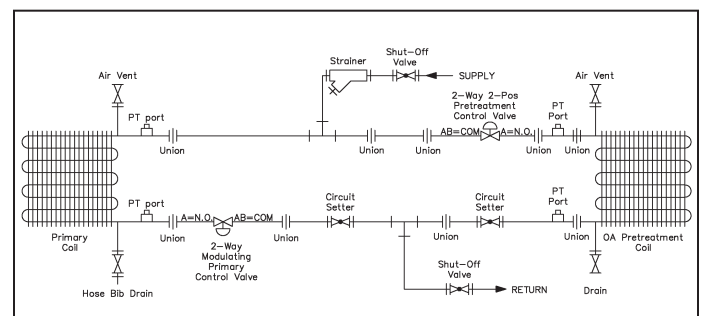 Strainer
Shut-Off
Valve
SUPPLY
Air Vent
Air Vent
2-Way 2-Pos
Pretreatment
Control Valve
PT port
PT
Port
AB=COM
A=N.O.
Union
Union
Union
Union
Union
PT port
A=N.O.
AB=COM
Circuit
Setter
Circuit
Setter
PT
Port
Primary
Coil
Union
2-Way
Modulating
Primary
Control Valve
Union
Union
Union
OA Pretreatment
Coil
Shut-Off
Valve
RETURN
Hose Bib Drain
Drain